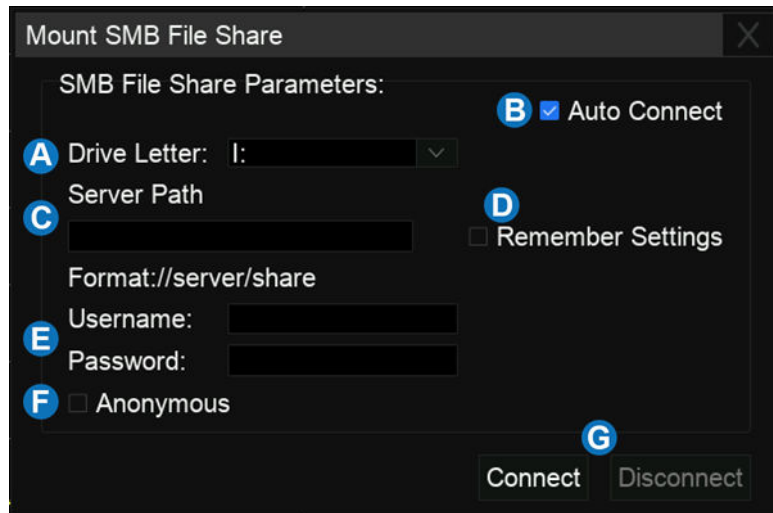 Mount SMB File Share X
SMB File Share Parameters:
B Auto Connect
A Drive Letter: I:
Server Path
C
D
Remember Settings
Format://server/share
Username:
E
Password:
F Anonymous
G
Connect Disconnect